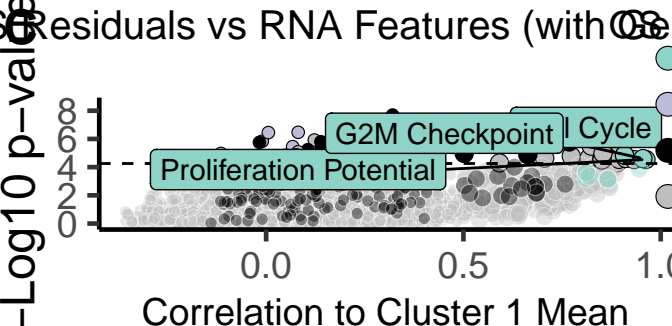 Residuals vs RNA Features (with
−Log10 p−value
8
6
4
2
0
G2M Checkpoint
Cycle
Proliferation Potential
0.0
0.5
Correlation to Cluster 1 Mean